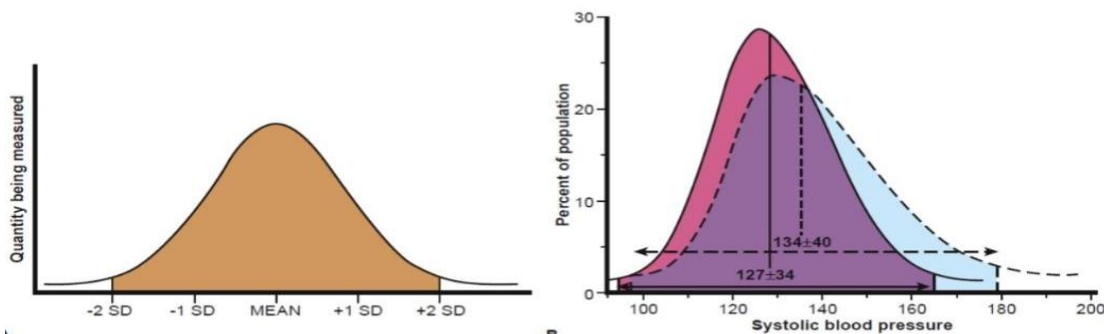 Quantity being measured
-2 SD
-1 SD
MEAN
+1 SD
+2 SD
Percent of population
30
20
10
0
134±40
127±34
100
120
140
160
180
200
Systolic blood pressure